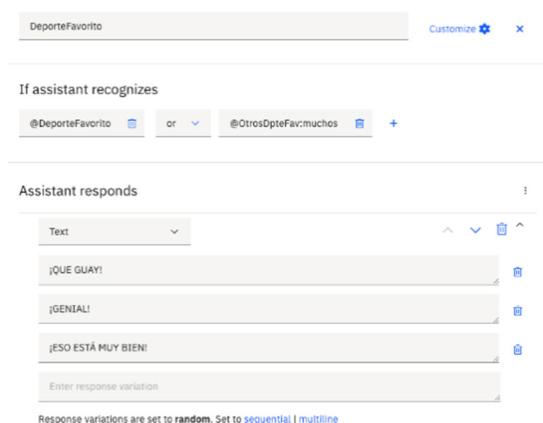 DeporteFavorito
Customize
If assistant recognizes
@DeporteFavorito or @OtrosDpteFav:muchos
Assistant responds
Text
¡QUE GUAY!
¡GENIAL!
¡ESO ESTÁ MUY BIEN!
Enter response variation
Response variations are set to random. Set to sequential | multiline